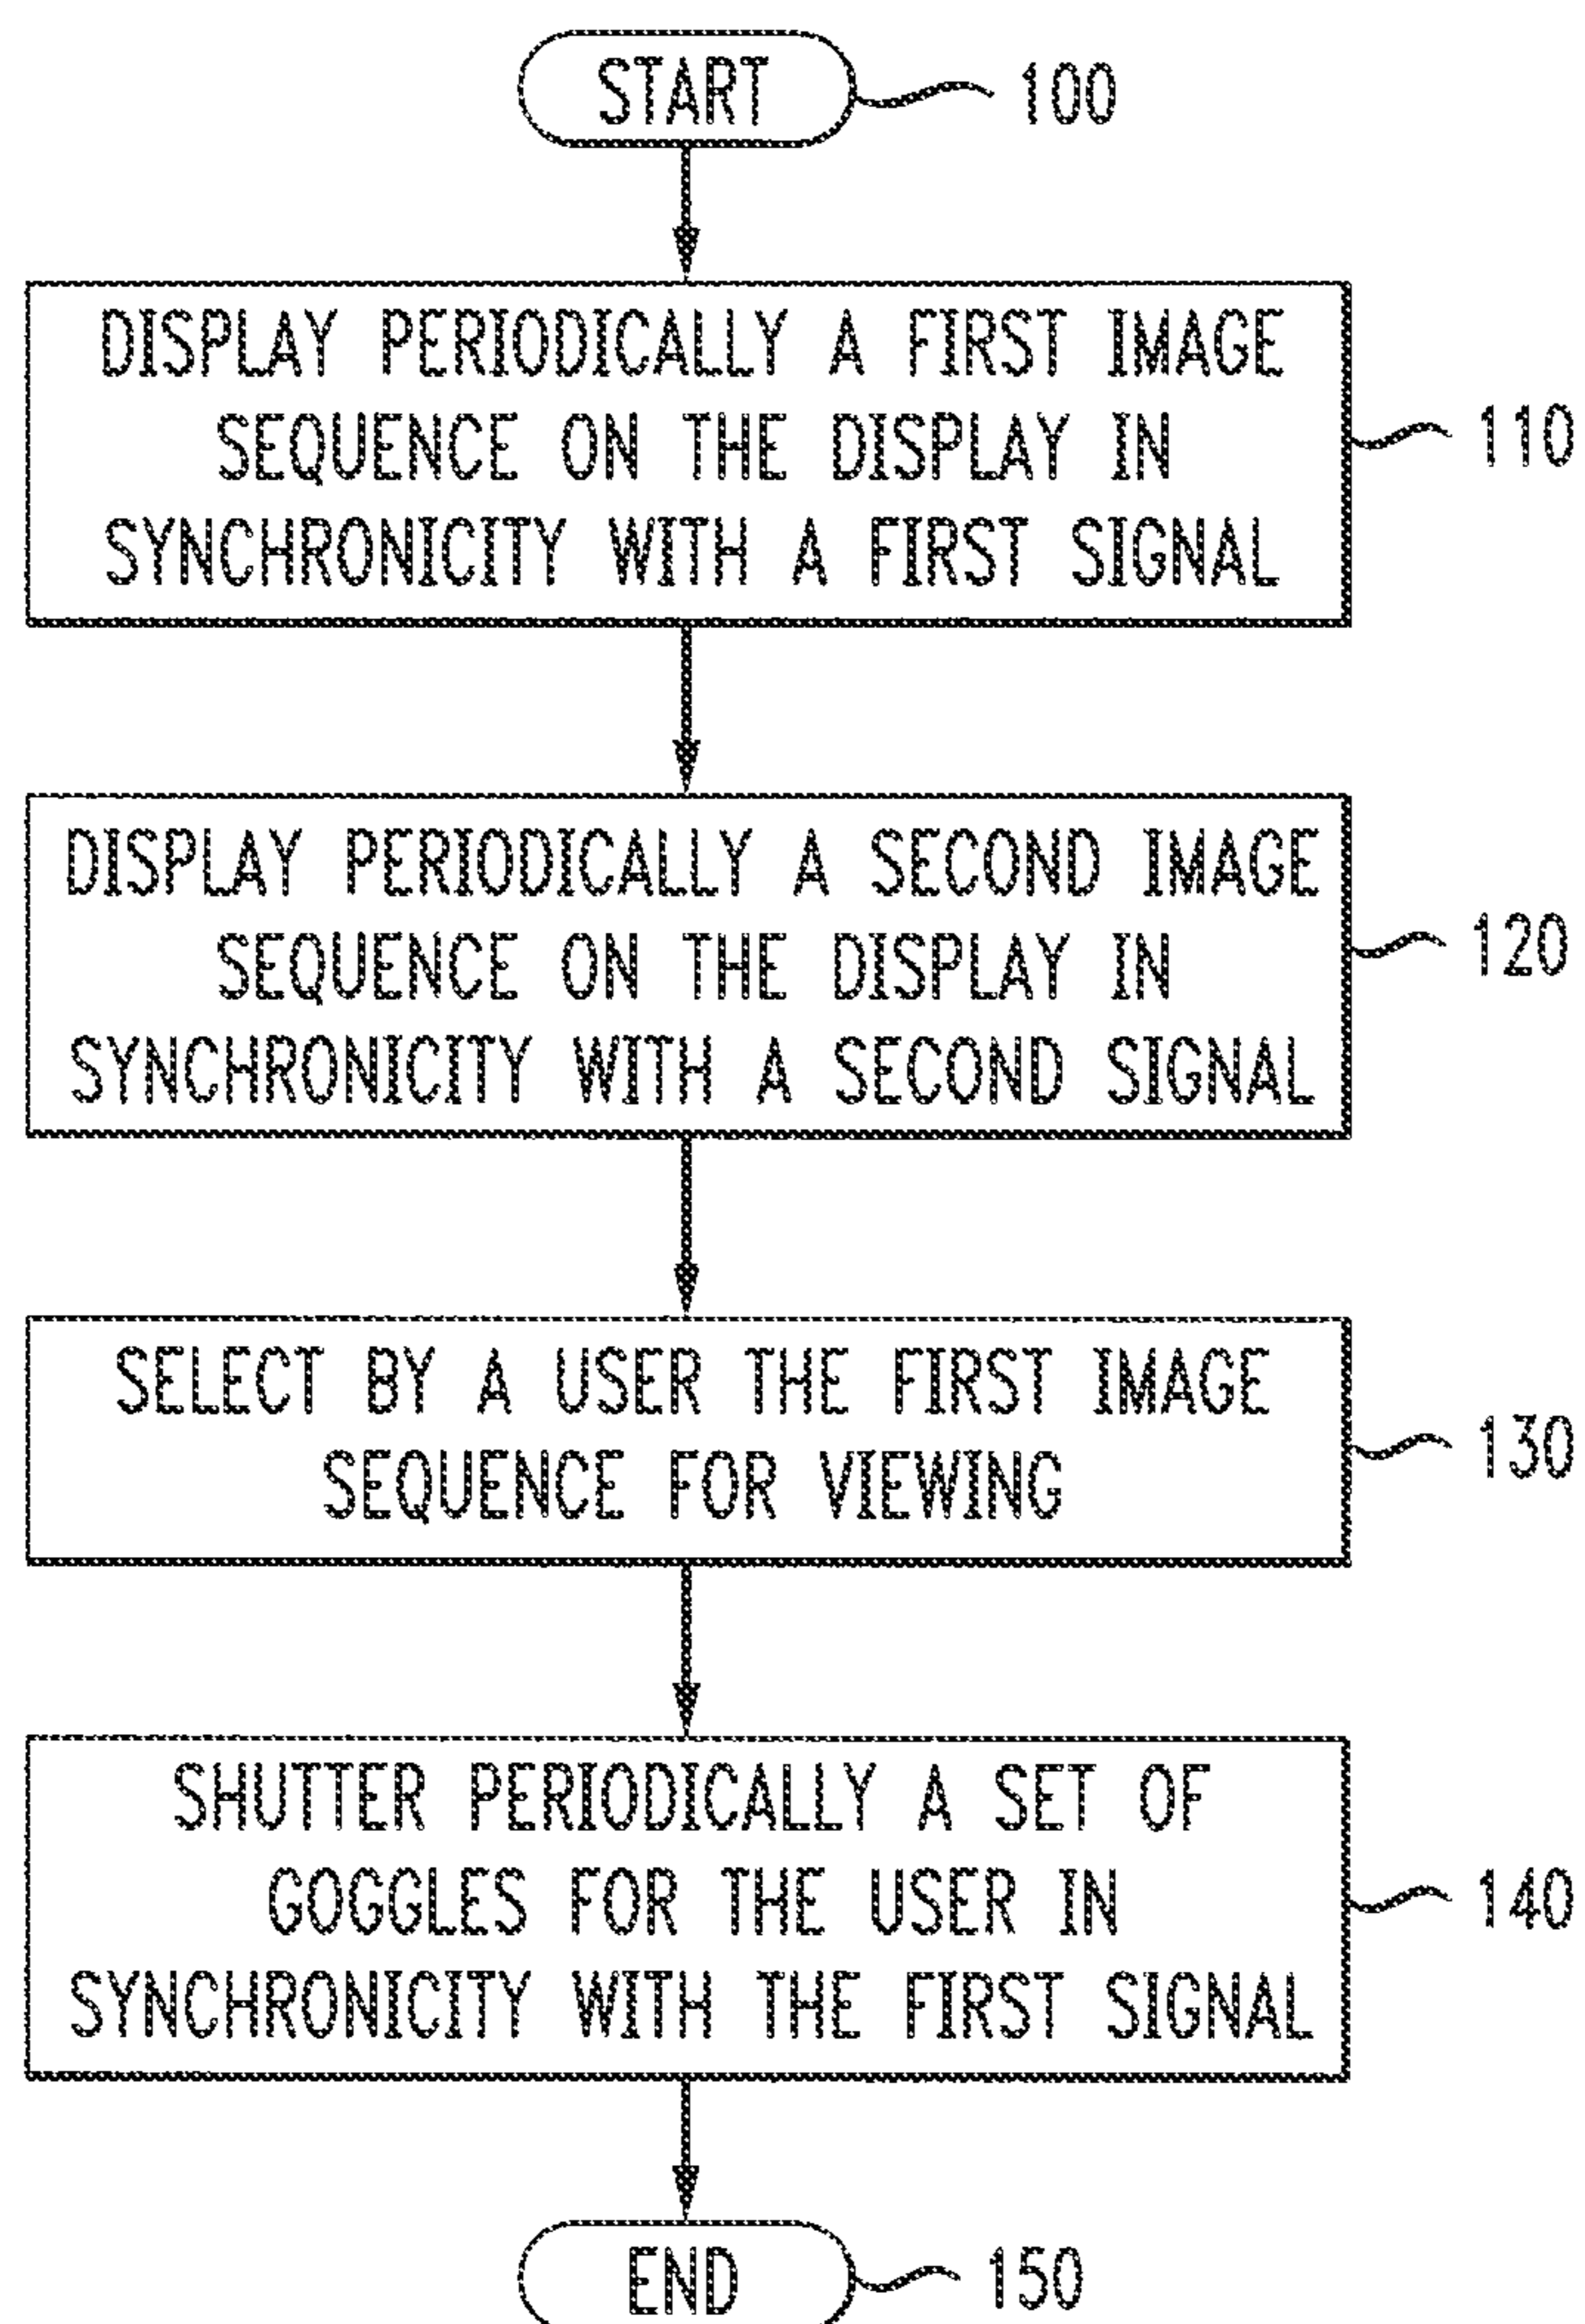 START
100
DISPLAY PERIODICALLY A FIRST IMAGE
SEQUENCE ON THE DISPLAY IN
SYNCHRONICITY WITH A FIRST SIGNAL
110
DISPLAY PERIODICALLY A SECOND IMAGE
SEQUENCE ON THE DISPLAY IN
SYNCHRONICITY WITH A SECOND SIGNAL
120
SELECT BY A USER THE FIRST IMAGE
SEQUENCE FOR VIEWING
130
SHUTTER PERIODICALLY A SET OF
GOGGLES FOR THE USER IN
SYNCHRONICITY WITH THE FIRST SIGNAL
140
END
150